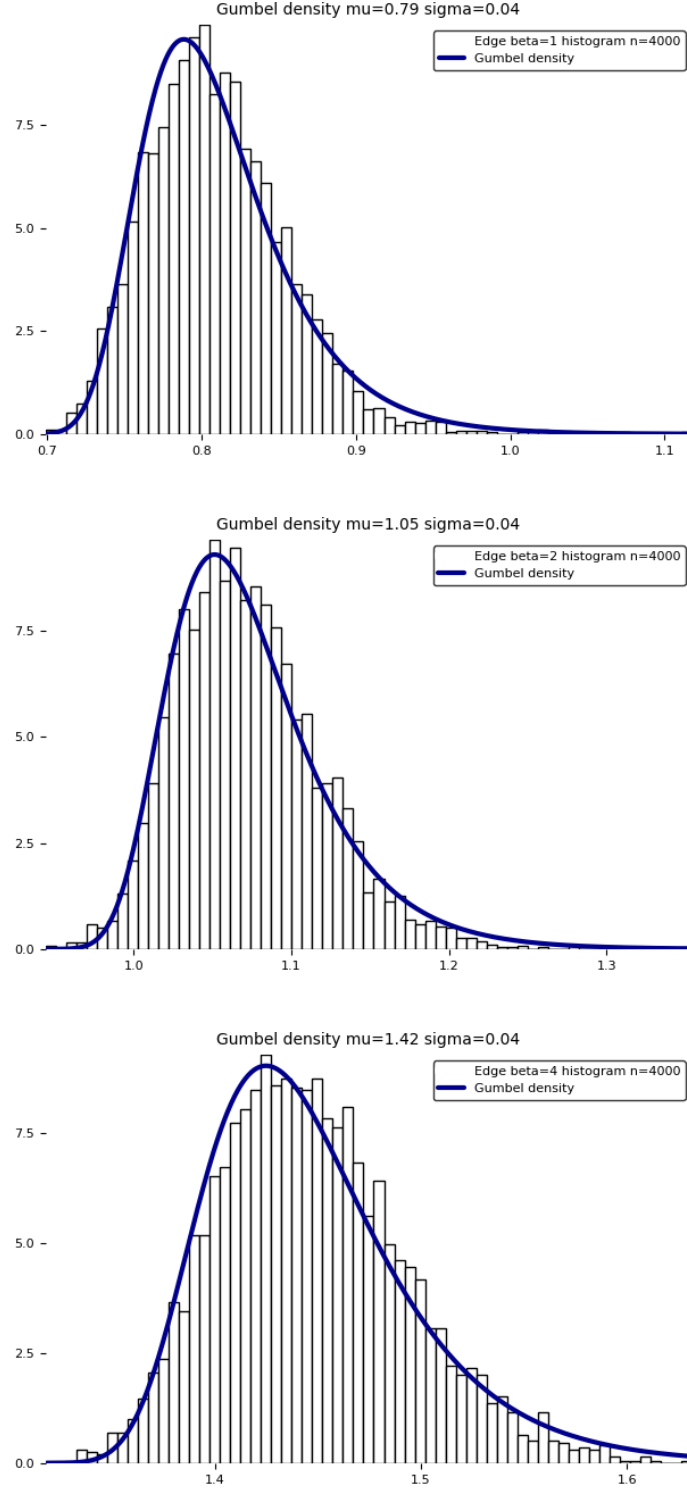 Gumbel density mu=0.79 sigma=0.04
Edge beta=1 histogram n=4000
Gumbel density
7.5
5.0
2.5
0.0
0.7 0.8 0.9 1.0 1.1
Gumbel density mu=1.05 sigma=0.04
Edge beta=2 histogram n=4000
Gumbel density
7.5
5.0
2.5
0.0
1.0 1.1 1.2 1.3
Gumbel density mu=1.42 sigma=0.04
Edge beta=4 histogram n=4000
Gumbel density
7.5
5.0
2.5
0.0
1.4 1.5 1.6